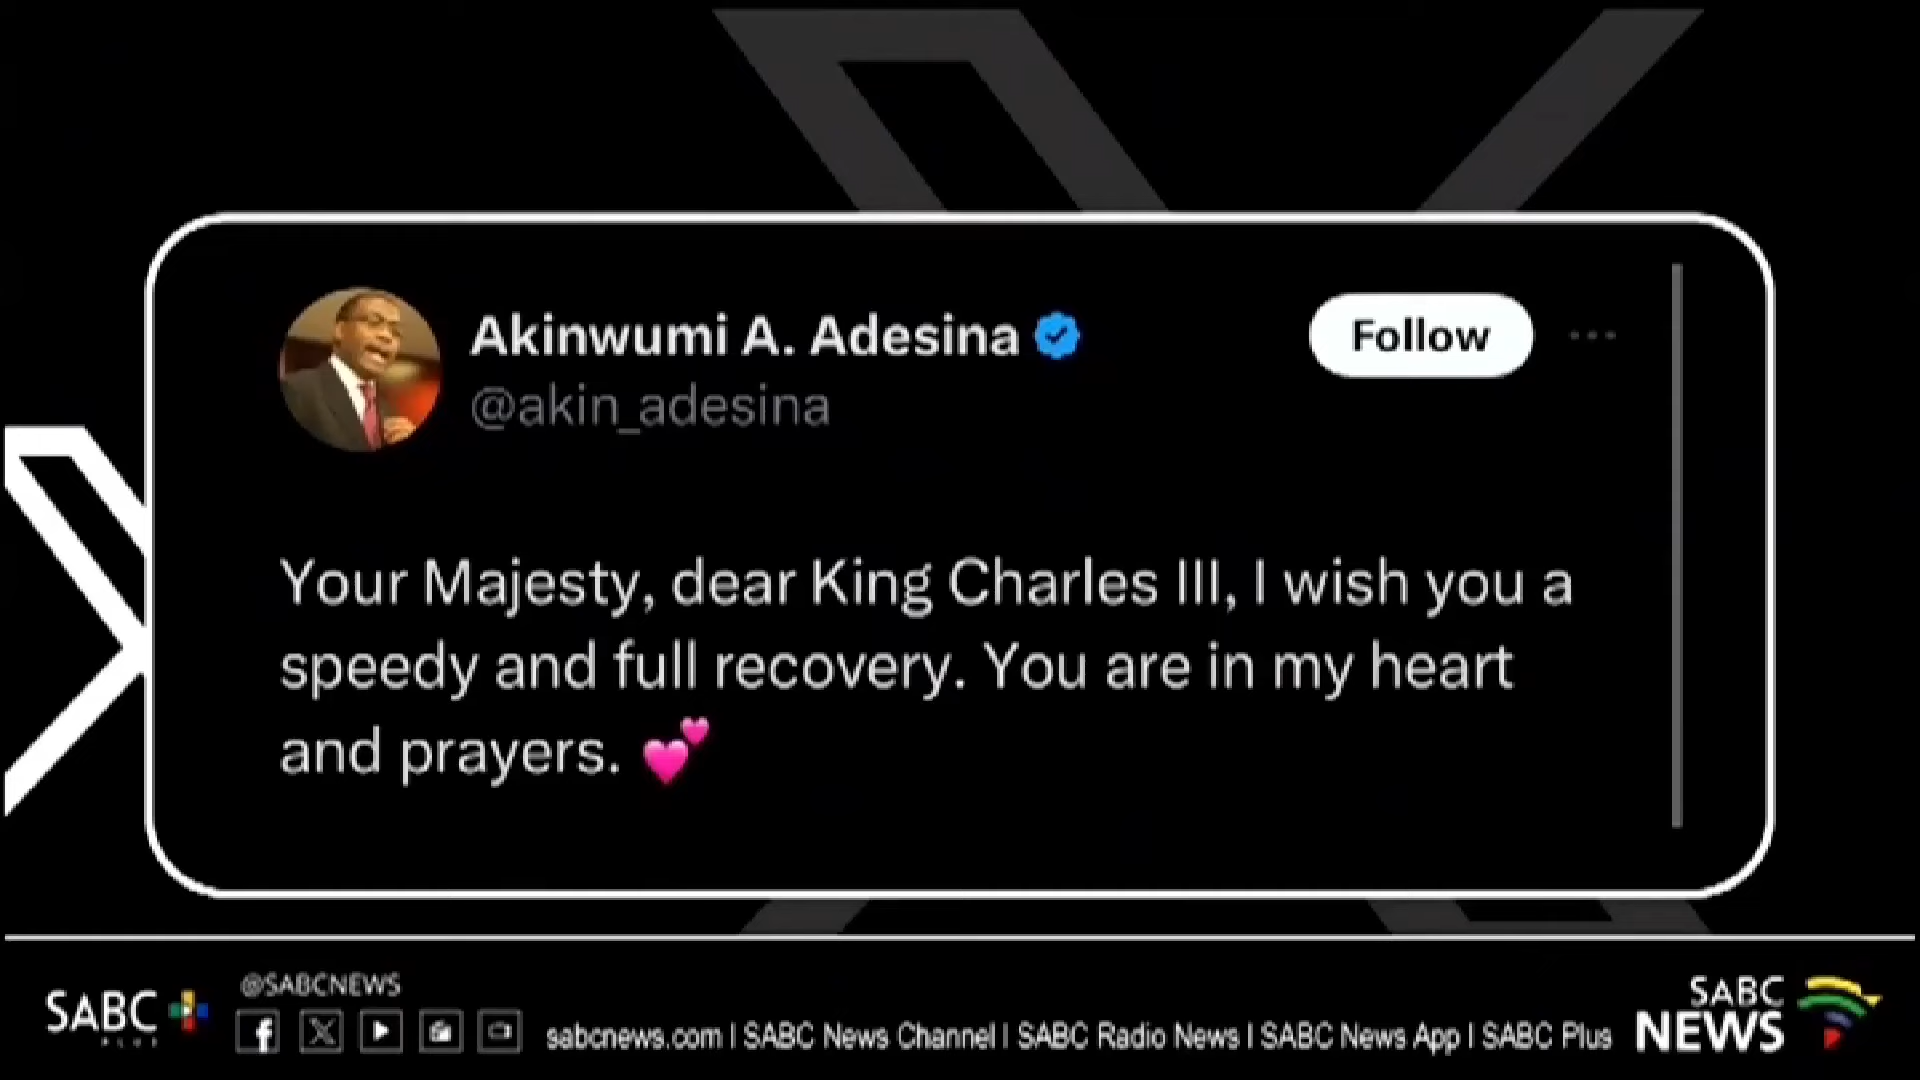 Akinwumi A. Adesina
Follow
@akin_adesina
Your Majesty, dear King Charles III, I wish you a
speedy and full recovery. You are in my heart
and prayers. 💕
SABC
PLUS
@SABCNEWS
sabcnews.com | SABC News Channel | SABC Radio News | SABC News App | SABC Plus
SABC
NEWS